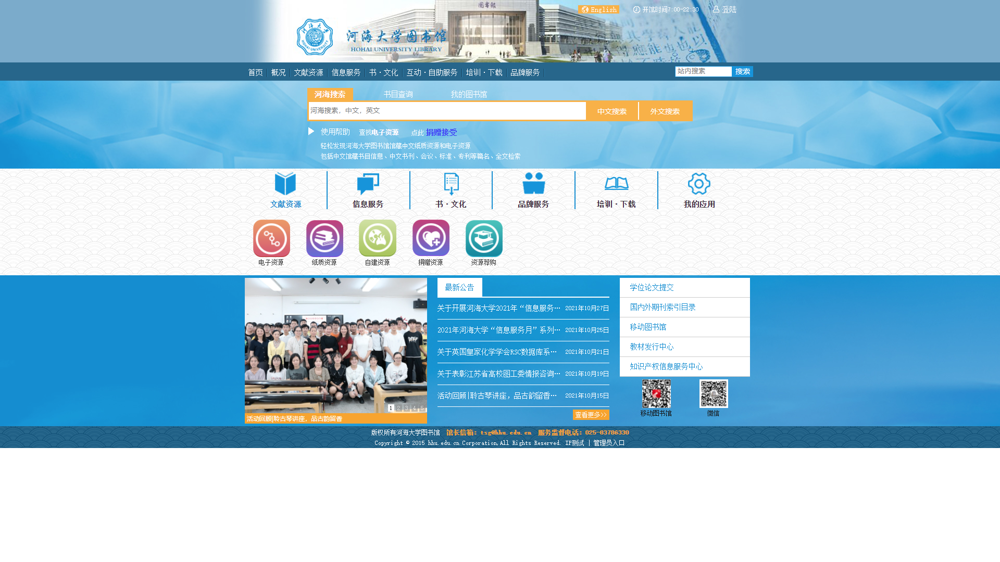 图书馆
English
开馆时间7:00-22:30
登陆
河海大学
HOHAI UNIVERSITY
河海大学图书馆
HOHAI UNIVERSITY LIBRARY
首页 概况 文献资源 信息服务 书·文化 互动·自助服务 培训·下载 品牌服务
站内搜索 搜索
河海搜索 书目查询 我的图书馆
河海搜索，中文，英文 中文搜索 外文搜索
使用帮助 查找电子资源 点此 捐赠接受
轻松发现河海大学图书馆馆藏中文纸质资源和电子资源
包括中文馆藏书目信息、中文书刊、会议、标准、专利等篇名、全文检索
文献资源 信息服务 书·文化 品牌服务 培训·下载 我的应用
电子资源 纸质资源 自建资源 捐赠资源 资源荐购
1 2 3 4 5
活动回顾|聆古琴讲座，品古韵留香
最新公告
关于开展河海大学2021年“信息服务… 2021年10月27日
2021年河海大学“信息服务月”系列… 2021年10月25日
关于英国皇家化学学会RSC数据库系… 2021年10月21日
关于表彰江苏省高校图工委情报咨询… 2021年10月19日
活动回顾|聆古琴讲座，品古韵留香… 2021年10月15日
查看更多>>
学位论文提交
国内外期刊索引目录
移动图书馆
教材发行中心
知识产权信息服务中心
移动图书馆 微信
版权所有河海大学图书馆 馆长信箱：tsg@hhu.edu.cn 服务监督电话：025-83786330
Copyright © 2015 hhu.edu.cn Corporation,All Rights Reserved. IP测试 | 管理员入口